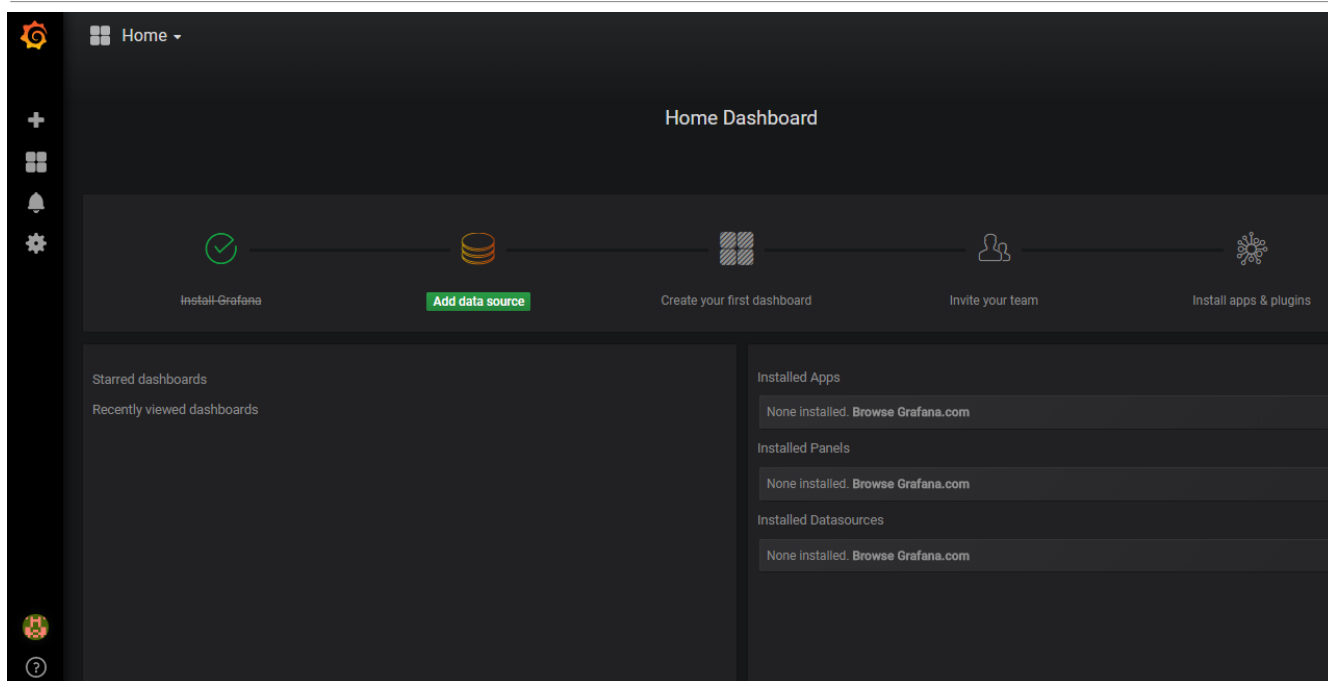 Home
Home Dashboard
Install Grafana
Add data source
Create your first dashboard
Invite your team
Install apps & plugins
Starred dashboards
Recently viewed dashboards
Installed Apps
None installed. Browse Grafana.com
Installed Panels
None installed. Browse Grafana.com
Installed Datasources
None installed. Browse Grafana.com